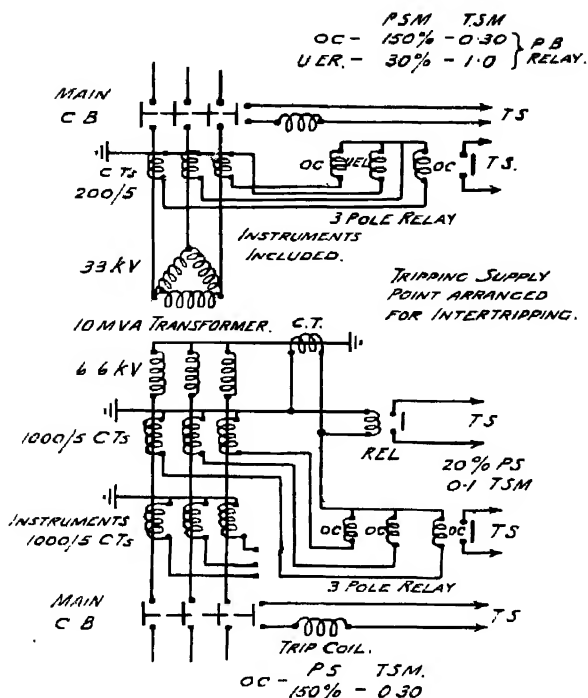 PSM TSM
OC - 150% - 0·30 } PB
U ER. - 30% - 1·0 RELAY.
MAIN
C B
TS
OC UEL OC TS.
C TS
200/5
3 POLE RELAY
INSTRUMENTS
INCLUDED.
33 KV
TRIPPING SUPPLY
POINT ARRANGED
FOR INTERTRIPPING.
10 MVA TRANSFORMER. C.T.
6 6 KV
1000/5 CTs
TS
REL
20% PS
0·1 TSM
INSTRUMENTS
1000/5 CTs
OC OC OC TS
3 POLE RELAY
MAIN
C B
TS
TRIP COIL.
PS TSM.
OC - 150% - 0·30